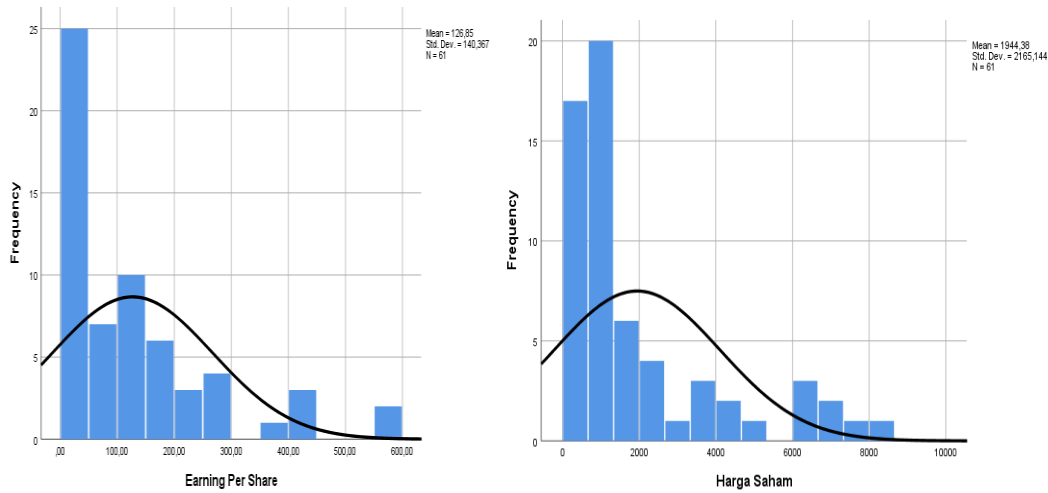 Mean = 126,85
Std. Dev. = 140,367
N = 61
Frequency
25
20
15
10
5
0
,00
100,00
200,00
300,00
400,00
500,00
600,00
Earning Per Share
Mean = 1944,38
Std. Dev. = 2165,144
N = 61
Frequency
20
15
10
5
0
0
2000
4000
6000
8000
10000
Harga Saham